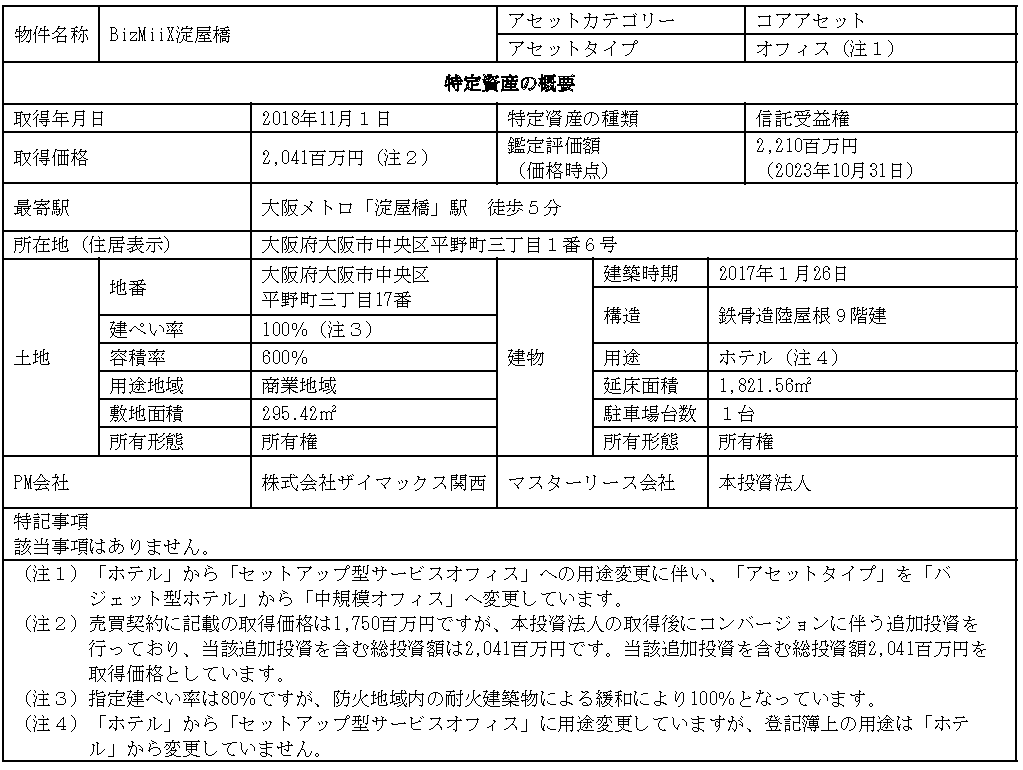 物件名称 BizMiiX淀屋橋 アセットカテゴリー コアアセット
アセットタイプ オフィス（注１）
特定資産の概要
取得年月日 2018年11月１日 特定資産の種類 信託受益権
取得価格 2,041百万円（注２） 鑑定評価額 2,210百万円
（価格時点） （2023年10月31日）
最寄駅 大阪メトロ「淀屋橋」駅　徒歩５分
所在地（住居表示） 大阪府大阪市中央区平野町三丁目１番６号
土地 地番 大阪府大阪市中央区
平野町三丁目17番
建ぺい率 100％（注３）
容積率 600％
用途地域 商業地域
敷地面積 295.42㎡
所有形態 所有権
建物 建築時期 2017年１月26日
構造 鉄骨造陸屋根９階建
用途 ホテル（注４）
延床面積 1,821.56㎡
駐車場台数 １台
所有形態 所有権
PM会社 株式会社ザイマックス関西 マスターリース会社 本投資法人
特記事項
該当事項はありません。
（注１）「ホテル」から「セットアップ型サービスオフィス」への用途変更に伴い、「アセットタイプ」を「バ
ジェット型ホテル」から「中規模オフィス」へ変更しています。
（注２）売買契約に記載の取得価格は1,750百万円ですが、本投資法人の取得後にコンバージョンに伴う追加投資を
行っており、当該追加投資を含む総投資額は2,041百万円です。当該追加投資を含む総投資額2,041百万円を
取得価格としています。
（注３）指定建ぺい率は80％ですが、防火地域内の耐火建築物による緩和により100％となっています。
（注４）「ホテル」から「セットアップ型サービスオフィス」に用途変更していますが、登記簿上の用途は「ホテ
ル」から変更していません。